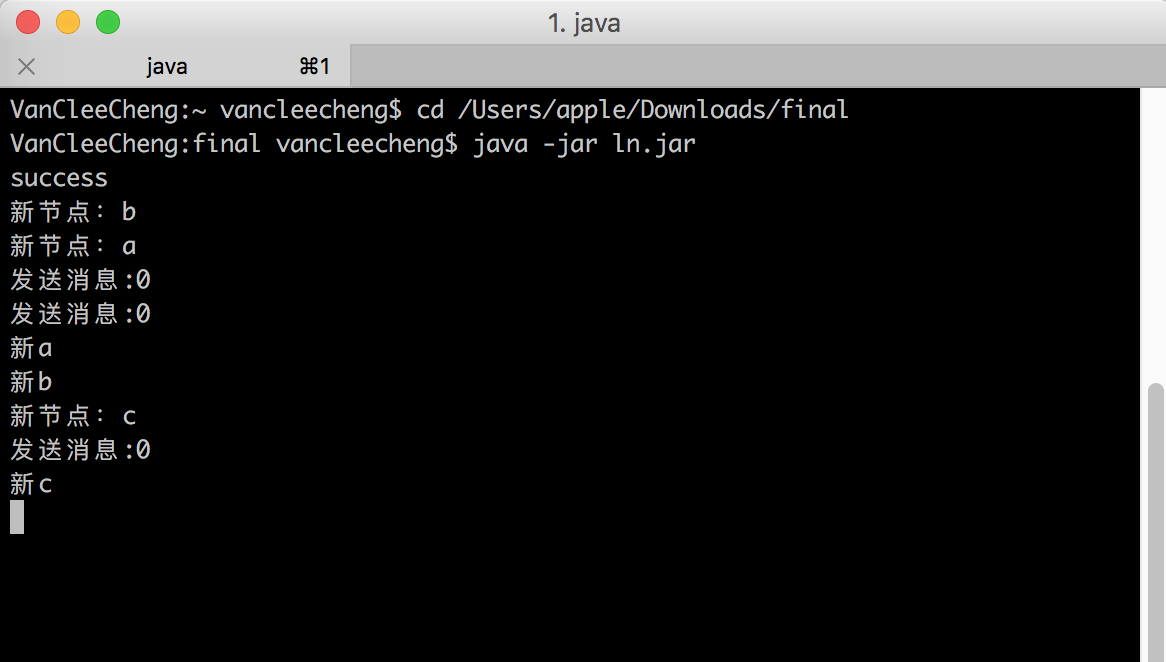 1. java
java ⌘1
VanCleeCheng:~ vancleecheng$ cd /Users/apple/Downloads/final
VanCleeCheng:final vancleecheng$ java -jar ln.jar
success
新节点：b
新节点：a
发送消息:0
发送消息:0
新a
新b
新节点：c
发送消息:0
新c